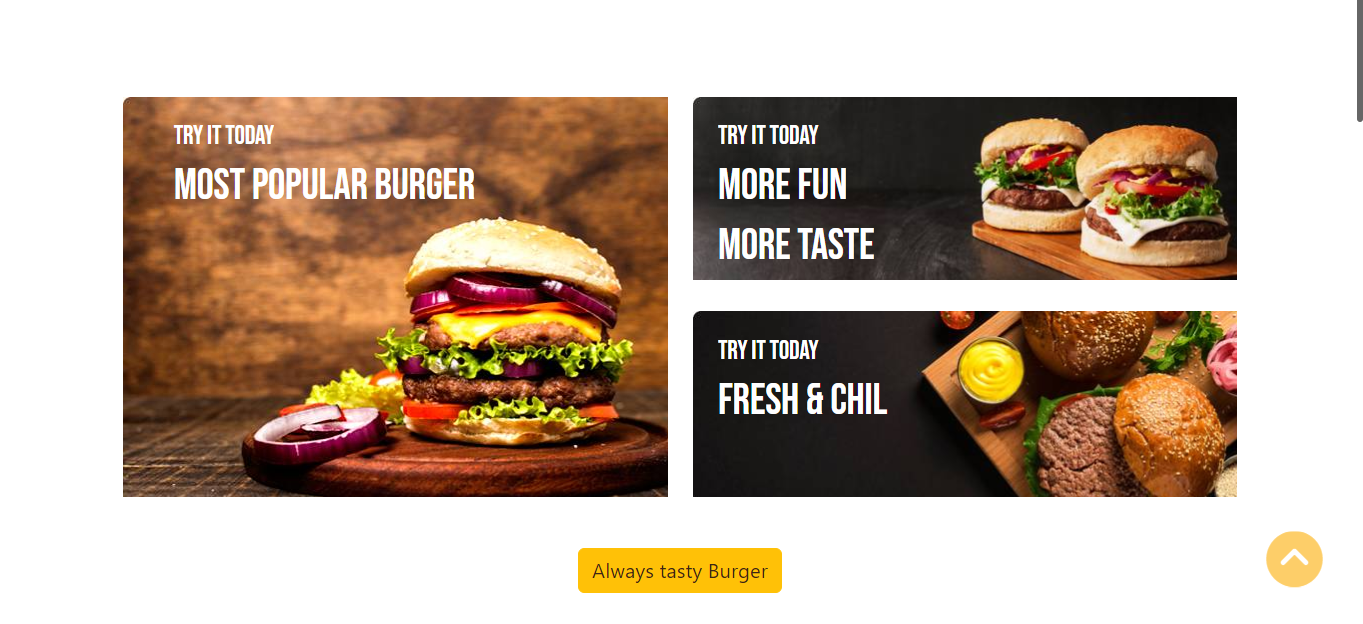 TRY IT TODAY
MOST POPULAR BURGER
TRY IT TODAY
MORE FUN
MORE TASTE
TRY IT TODAY
FRESH & CHIL
Always tasty Burger